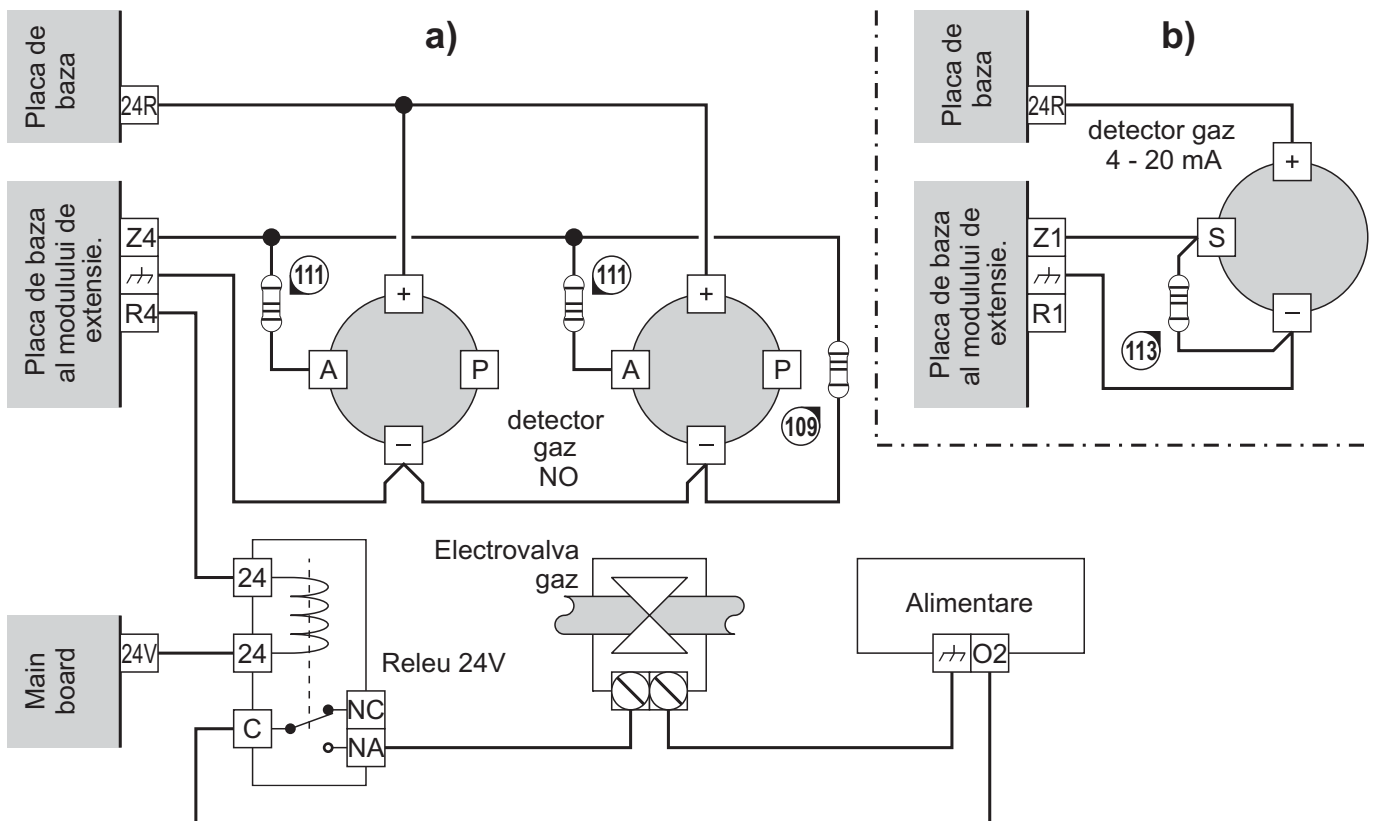 a)
Placa de
baza
24R
Placa de baza
al modulului de
extensie.
Z4
R4
111
111
+
+
A
P
A
P
109
–
–
detector
gaz
NO
b)
Placa de
baza
24R
detector gaz
4 - 20 mA
+
Placa de baza
al modulului de
extensie.
Z1
R1
S
–
113
24
24
Main
board
24V
Releu 24V
C
NC
NA
Electrovalva
gaz
Alimentare
O2